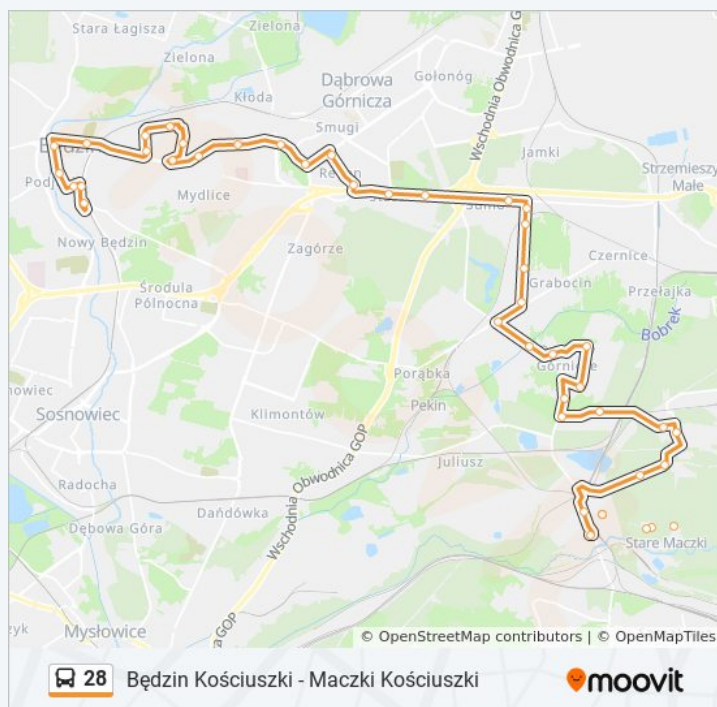 Stara Łagisza
Zielona
Zielona
Dąbrowa
Górnicza
Gołonóg
Kłoda
Smugi
Wschodnia Obwodnica GOP
Jamki
Strzemieszy
Małe
Mydlice
Nowy Będzin
Zagórze
Czernice
Środula
Północna
Grabocin
Przełajka
Bobrek
Porąbka
Pekin
Sosnowiec
Klimontów
Juliusz
Wschodnia Obwodnica GOP
Radocha
Dańdówka
Dębowa Góra
Stare Maczki
Mysłowice
© OpenStreetMap contributors | © OpenMapTiles
28 Będzin Kościuszki - Maczki Kościuszki
moovit